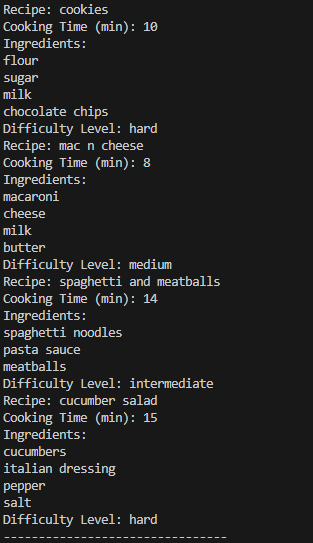 Recipe: cookies
Cooking Time (min): 10
Ingredients:
flour
sugar
milk
chocolate chips
Difficulty Level: hard
Recipe: mac n cheese
Cooking Time (min): 8
Ingredients:
macaroni
cheese
milk
butter
Difficulty Level: medium
Recipe: spaghetti and meatballs
Cooking Time (min): 14
Ingredients:
spaghetti noodles
pasta sauce
meatballs
Difficulty Level: intermediate
Recipe: cucumber salad
Cooking Time (min): 15
Ingredients:
cucumbers
italian dressing
pepper
salt
Difficulty Level: hard
--------------------------------